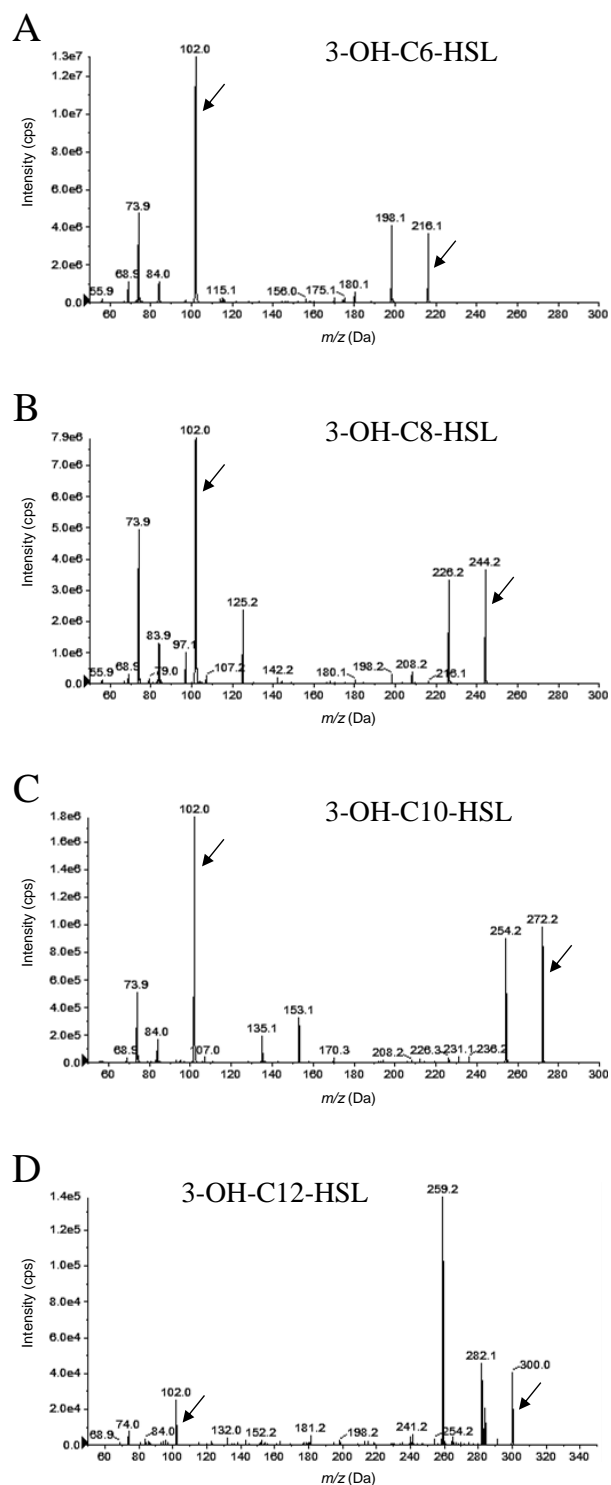 A
3-OH-C6-HSL
Intensity (cps)
1.3e7
1.2e7
1.0e7
8.0e6
6.0e6
4.0e6
2.0e6
0.0
102.0
73.9
68.9
84.0
55.9
115.1
156.0
175.1
180.1
198.1
216.1
60 80 100 120 140 160 180 200 220 240 260 280 300
m/z (Da)
B
3-OH-C8-HSL
Intensity (cps)
7.9e6
7.0e6
6.0e6
5.0e6
4.0e6
3.0e6
2.0e6
1.0e6
0.0
102.0
73.9
83.9
97.1
125.2
55.9
68.9
79.0
107.2
142.2
180.1
198.2
208.2
216.1
226.2
244.2
60 80 100 120 140 160 180 200 220 240 260 280 300
m/z (Da)
C
3-OH-C10-HSL
Intensity (cps)
1.8e6
1.6e6
1.4e6
1.2e6
1.0e6
8.0e5
6.0e5
4.0e5
2.0e5
0.0
102.0
73.9
84.0
68.9
107.0
135.1
153.1
170.3
208.2
226.3
231.1
236.2
254.2
272.2
60 80 100 120 140 160 180 200 220 240 260 280 300
m/z (Da)
D
3-OH-C12-HSL
Intensity (cps)
1.4e5
1.2e5
1.0e5
8.0e4
6.0e4
4.0e4
2.0e4
0.0
259.2
282.1
300.0
102.0
74.0
68.9
84.0
132.0
152.2
181.2
198.2
241.2
254.2
60 80 100 120 140 160 180 200 220 240 260 280 300
m/z (Da)